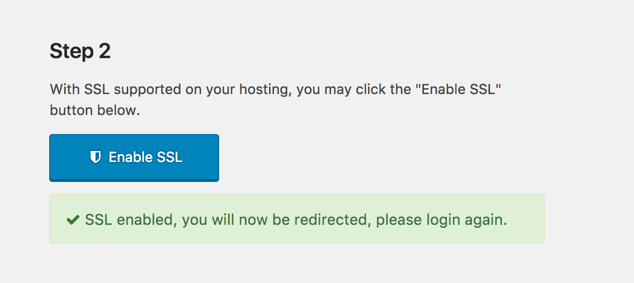 Step 2
With SSL supported on your hosting, you may click the "Enable SSL"
button below.
Enable SSL
SSL enabled, you will now be redirected, please login again.